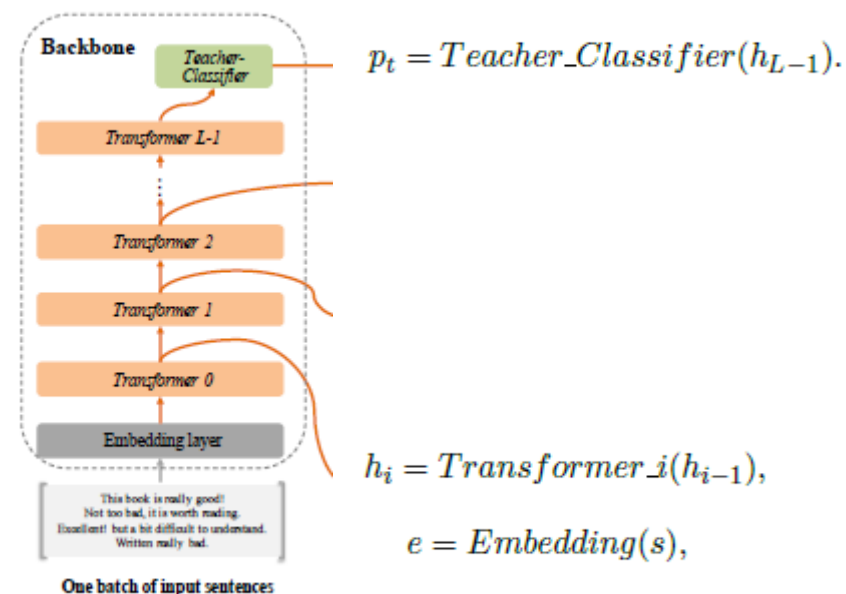 Backbone
Teacher-
Classifier
p_t = Teacher_Classifier(h_{L-1}).
Transformer L-1
⋮
Transformer 2
Transformer 1
Transformer 0
Embedding layer
h_i = Transformer_i(h_{i-1}),
This book is really good!
Not too bad, it is worth reading.
Excellent! but a bit difficult to understand.
Written really bad.
e = Embedding(s),
One batch of input sentences